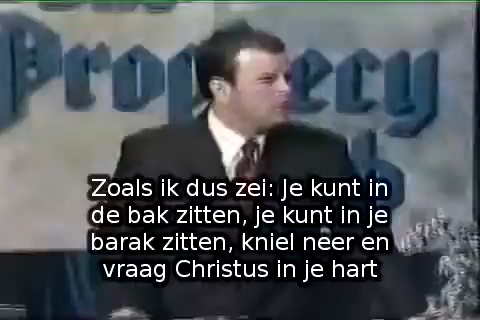 Prophecy
Zoals ik dus zei: Je kunt in
de bak zitten, je kunt in je
barak zitten, kniel neer en
vraag Christus in je hart